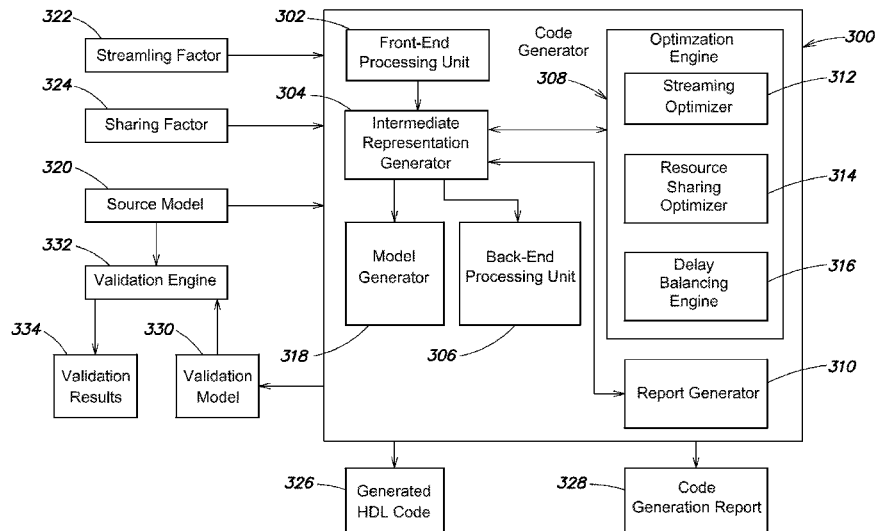 322
Streamling Factor
324
Sharing Factor
320
Source Model
332
Validation Engine
334
Validation
Results
330
Validation
Model
302
Front-End
Processing Unit
304
Intermediate
Representation
Generator
Model
Generator
318
Back-End
Processing Unit
306
Code
Generator
300
308
Optimzation
Engine
Streaming
Optimizer
312
Resource
Sharing
Optimizer
314
Delay
Balancing
Engine
316
Report Generator
310
326
Generated
HDL Code
328
Code
Generation Report